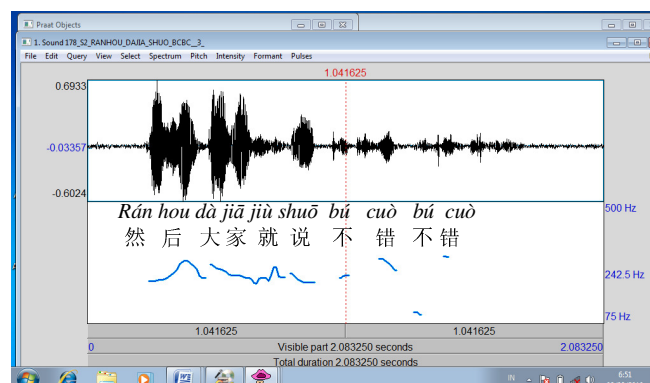 Praat Objects
1. Sound 178_S2_RANHOU_DAJIA_SHUO_BCBC__3_
File Edit Query View Select Spectrum Pitch Intensity Formant Pulses
1.041625
0.6933
-0.03357
-0.6024
Rán hou dà jiā jiù shuō bú cuò bú cuò
500 Hz
然 后 大 家 就 说 不 错 不 错
242.5 Hz
75 Hz
1.041625 1.041625
0 Visible part 2.083250 seconds 2.083250
Total duration 2.083250 seconds
IN 6:51